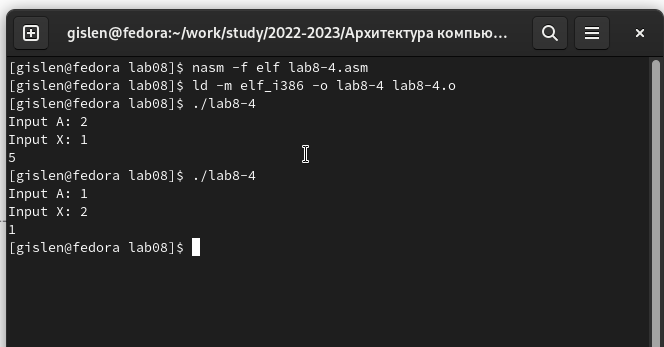 gislen@fedora:~/work/study/2022-2023/Архитектура компью...
[gislen@fedora lab08]$ nasm -f elf lab8-4.asm
[gislen@fedora lab08]$ ld -m elf_i386 -o lab8-4 lab8-4.o
[gislen@fedora lab08]$ ./lab8-4
Input A: 2
Input X: 1
5
[gislen@fedora lab08]$ ./lab8-4
Input A: 1
Input X: 2
1
[gislen@fedora lab08]$